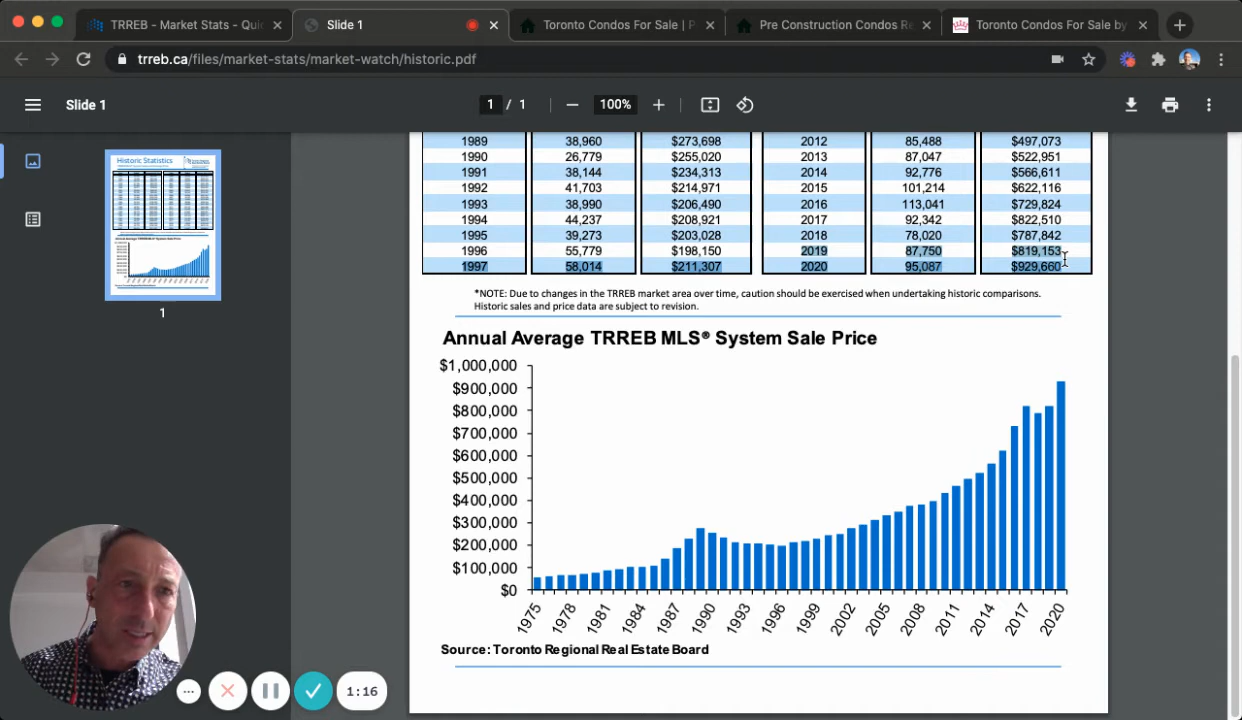 TRREB - Market Stats - Quic
Slide 1
Toronto Condos For Sale | P
Pre Construction Condos Re
Toronto Condos For Sale by
trreb.ca/files/market-stats/market-watch/historic.pdf
Slide 1
1 / 1
100%
1989 38,960 $273,698 2012 85,488 $497,073
1990 26,779 $255,020 2013 87,047 $522,951
1991 38,144 $234,313 2014 92,776 $566,611
1992 41,703 $214,971 2015 101,214 $622,116
1993 38,990 $206,490 2016 113,041 $729,824
1994 44,237 $208,921 2017 92,342 $822,510
1995 39,273 $203,028 2018 78,020 $787,842
1996 55,779 $198,150 2019 87,750 $819,153
1997 58,014 $211,307 2020 95,087 $929,660
*NOTE: Due to changes in the TRREB market area over time, caution should be exercised when undertaking historic comparisons.
Historic sales and price data are subject to revision.
Annual Average TRREB MLS® System Sale Price
$1,000,000
$900,000
$800,000
$700,000
$600,000
$500,000
$400,000
$300,000
$200,000
$100,000
$0
1975 1978 1981 1984 1987 1990 1993 1996 1999 2002 2005 2008 2011 2014 2017 2020
Source: Toronto Regional Real Estate Board
Historic Statistics
1
1:16